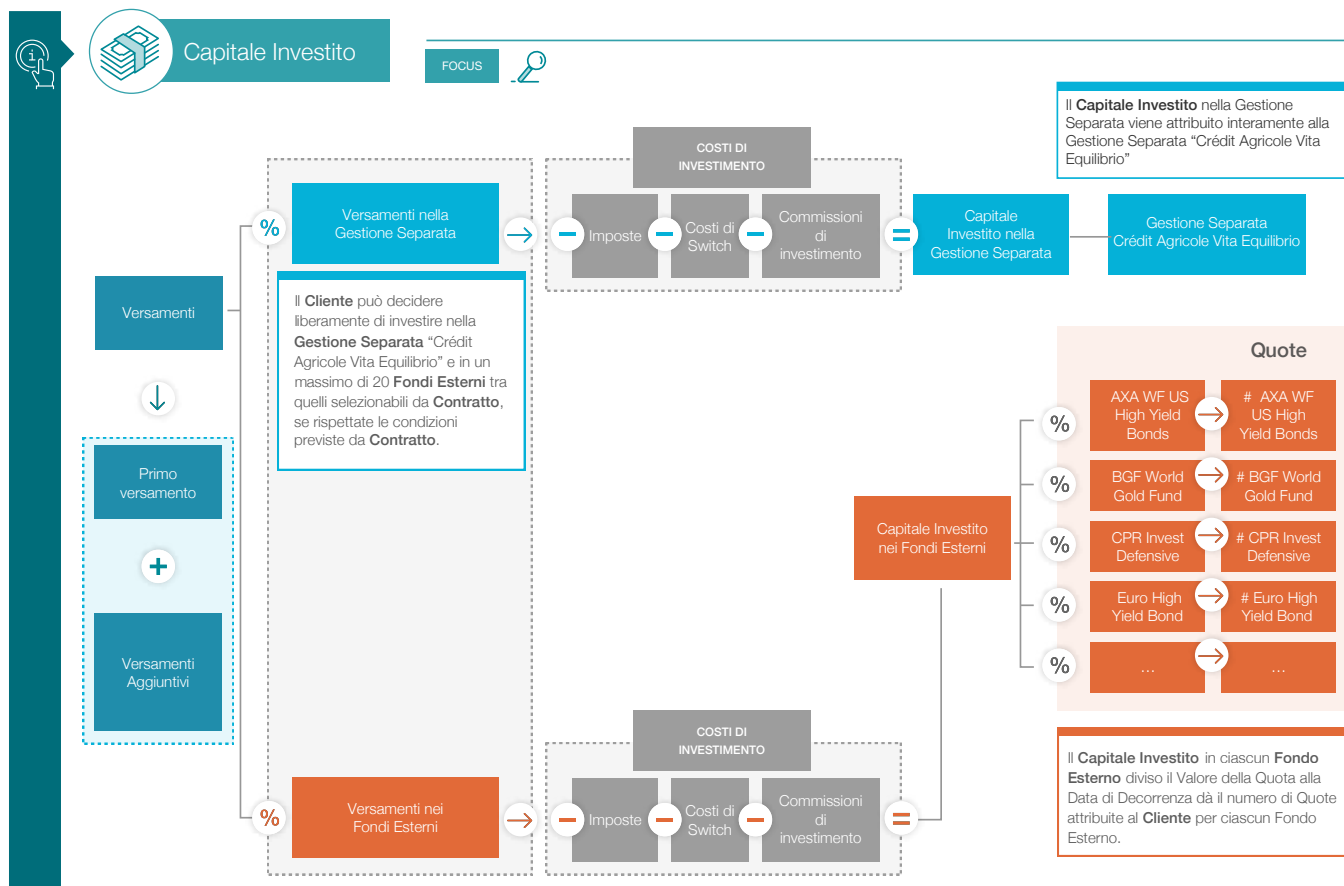 Capitale Investito
FOCUS
Il Capitale Investito nella Gestione
Separata viene attribuito interamente alla
Gestione Separata “Crédit Agricole Vita
Equilibrio”
COSTI DI
INVESTIMENTO
%
Versamenti nella
Gestione Separata
Imposte
Costi di
Switch
Commissioni
di
investimento
=
Capitale
Investito nella
Gestione Separata
Gestione Separata
Crédit Agricole Vita Equilibrio
Versamenti
Il Cliente può decidere
liberamente di investire nella
Gestione Separata “Crédit
Agricole Vita Equilibrio” e in un
massimo di 20 Fondi Esterni tra
quelli selezionabili da Contratto,
se rispettate le condizioni
previste da Contratto.
Primo
versamento
+
Versamenti
Aggiuntivi
Capitale Investito
nei Fondi Esterni
Quote
%
AXA WF US
High Yield
Bonds
# AXA WF
US High
Yield Bonds
%
BGF World
Gold Fund
# BGF World
Gold Fund
%
CPR Invest
Defensive
# CPR Invest
Defensive
%
Euro High
Yield Bond
# Euro High
Yield Bond
%
...
...
COSTI DI
INVESTIMENTO
%
Versamenti nei
Fondi Esterni
Imposte
Costi di
Switch
Commissioni
di
investimento
=
Il Capitale Investito in ciascun Fondo
Esterno diviso il Valore della Quota alla
Data di Decorrenza dà il numero di Quote
attribuite al Cliente per ciascun Fondo
Esterno.